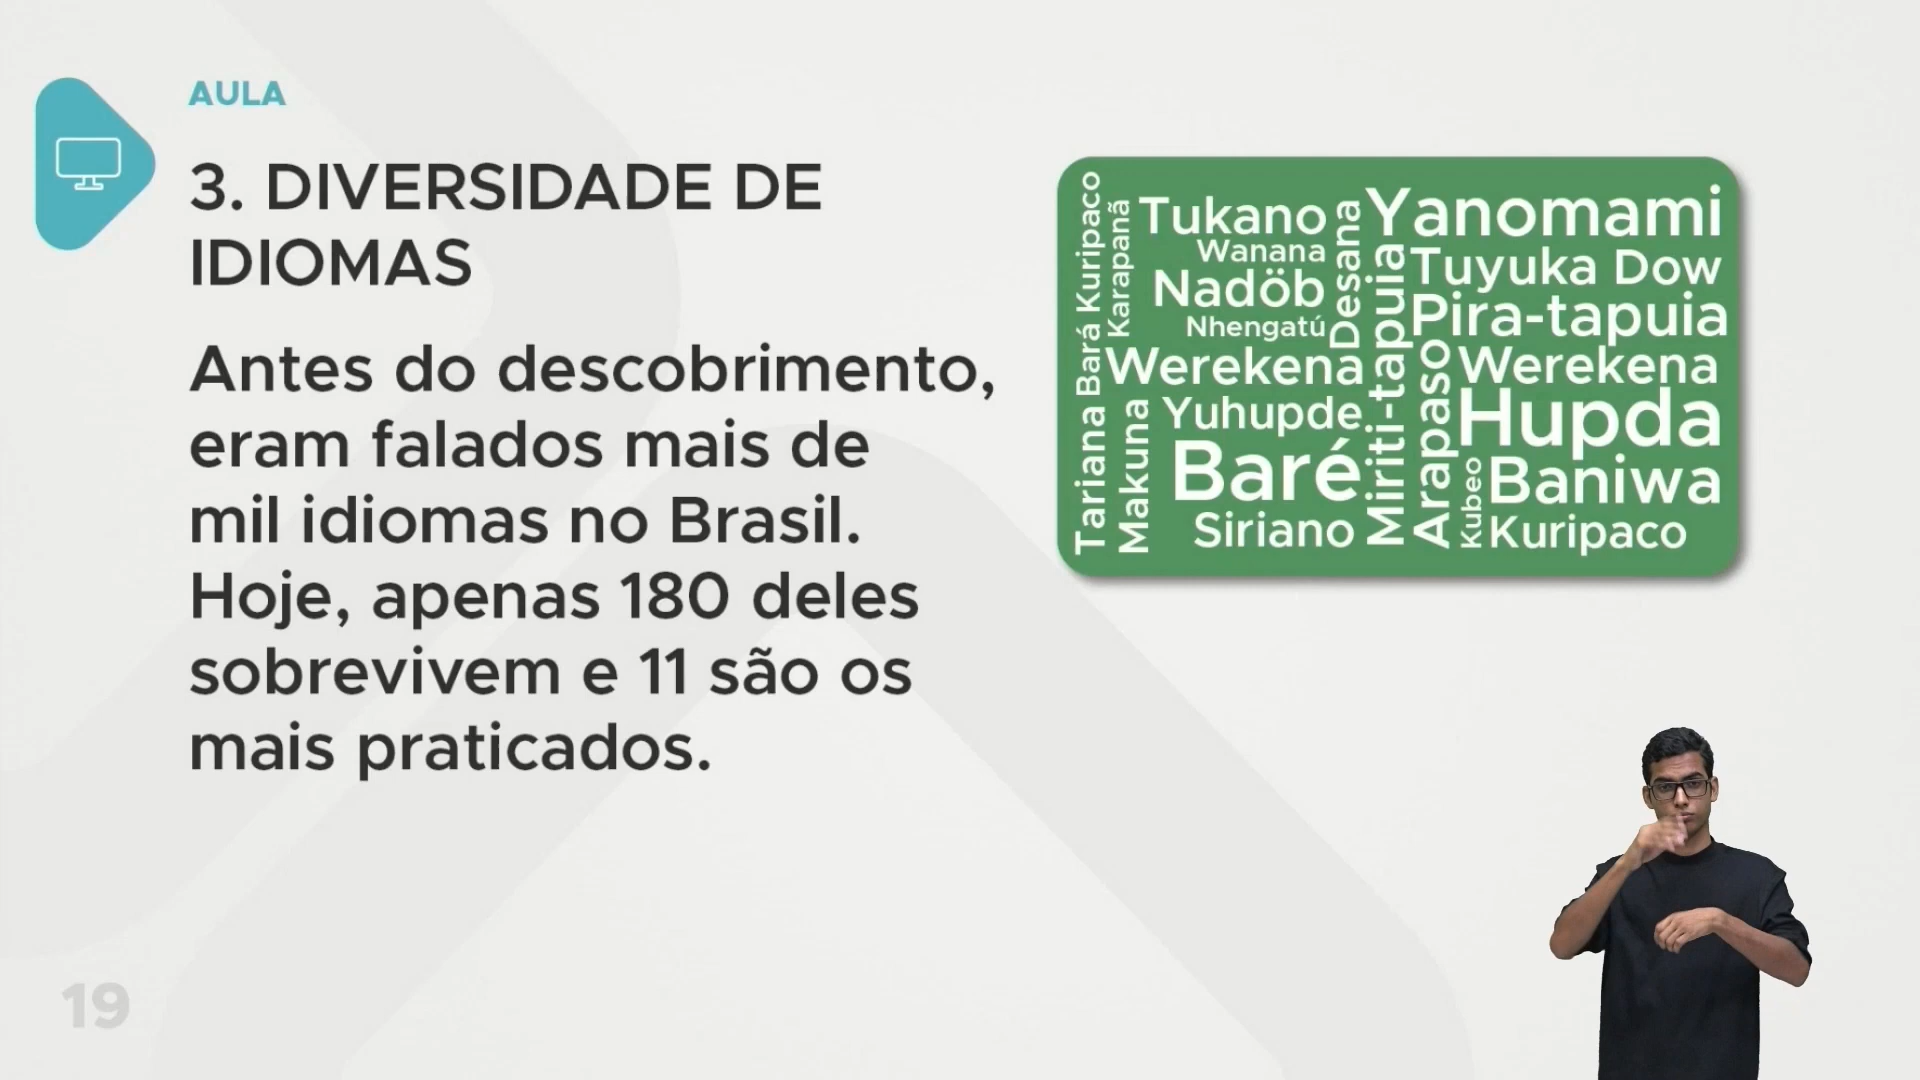 AULA
3. DIVERSIDADE DE
IDIOMAS
Antes do descobrimento,
eram falados mais de
mil idiomas no Brasil.
Hoje, apenas 180 deles
sobrevivem e 11 são os
mais praticados.
Tariana Bará Kuripaco
Karapanã
Makuna
Tukano
Wanana
Nadöb
Nhengatú
Werekena
Yuhupde
Baré
Siriano
Desana
Miriti-tapuia
Yanomami
Tuyuka Dow
Pira-tapuia
Arapaso
Werekena
Hupda
Kubeo
Baniwa
Kuripaco
19